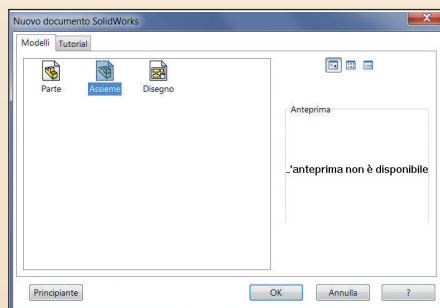 Nuovo documento SolidWorks
Modelli
Tutorial
Parte
Assieme
Disegno
Anteprima
L'anteprima non è disponibile
Principiante
OK
Annulla
?